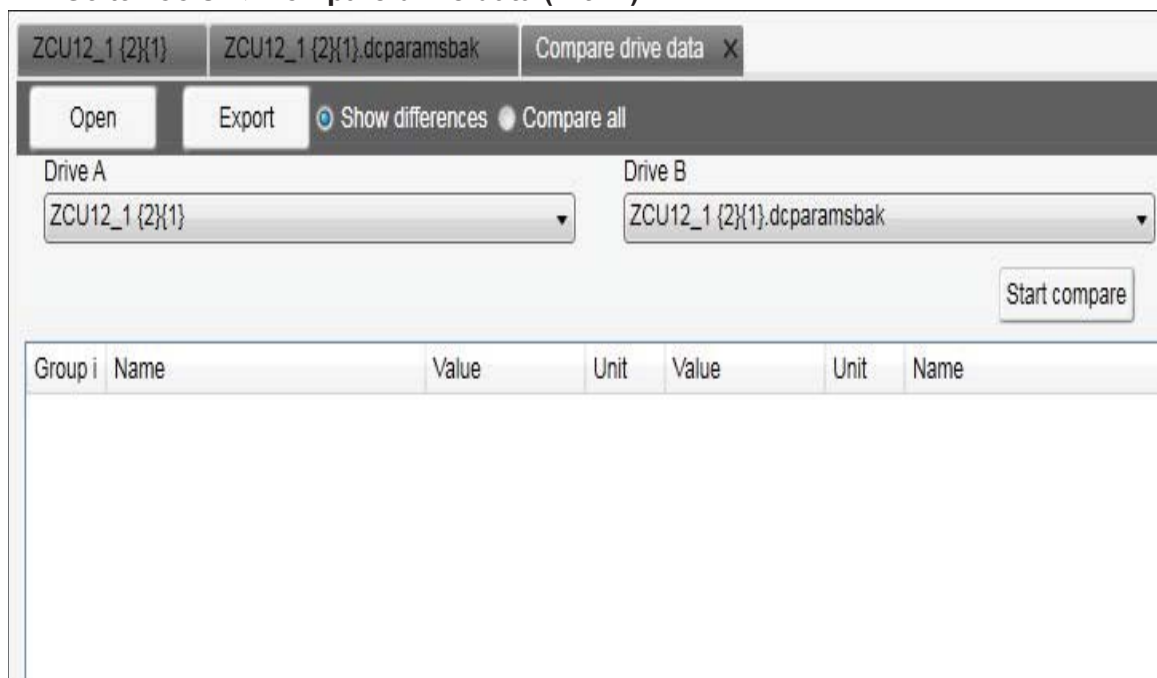 ZCU12_1 {2}{1} ZCU12_1 {2}{1}.dcparamsbak Compare drive data X
Open Export Show differences Compare all
Drive A Drive B
ZCU12_1 {2}{1} ZCU12_1 {2}{1}.dcparamsbak
Start compare
Group i Name Value Unit Value Unit Name